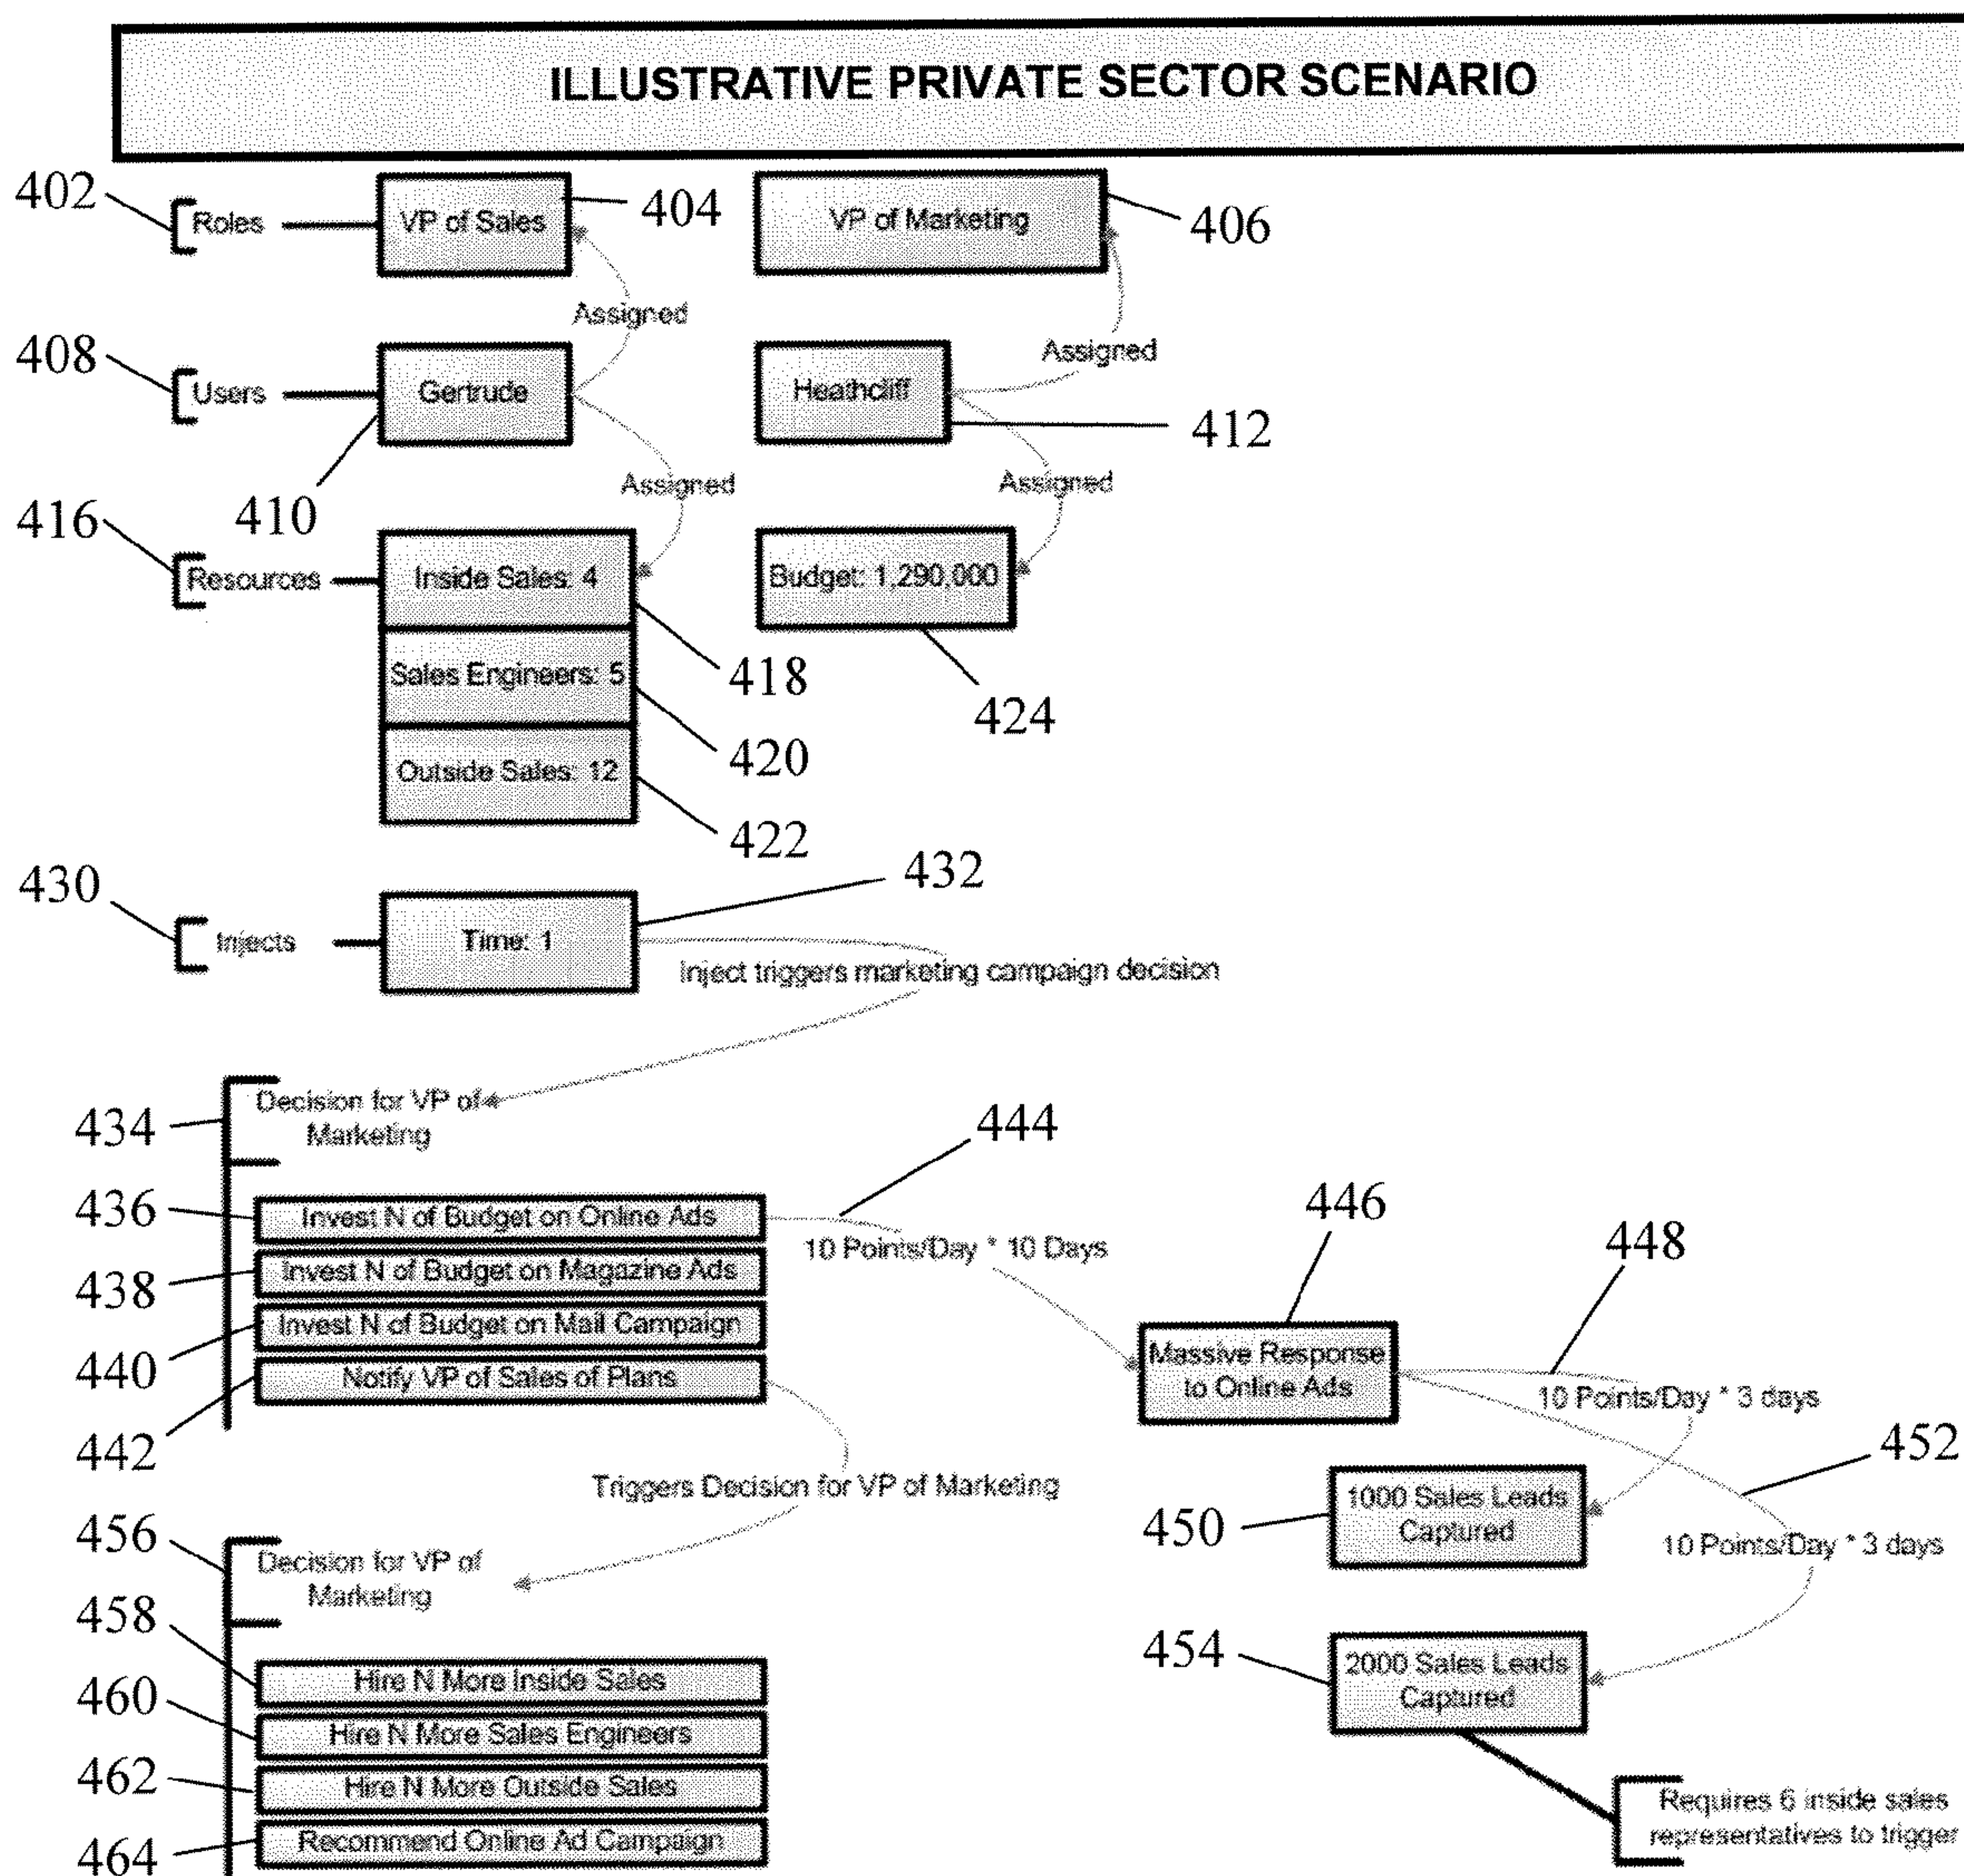 ILLUSTRATIVE PRIVATE SECTOR SCENARIO
402
Roles
VP of Sales
404
VP of Marketing
406
Assigned
Assigned
408
Users
Gertrude
Heathcliff
410
412
Assigned
Assigned
416
Resources
Inside Sales: 4
Budget: 1,290,000
418
424
Sales Engineers: 5
420
Outside Sales: 12
422
430
Injects
Time: 1
432
Inject triggers marketing campaign decision
434
Decision for VP of
Marketing
436
Invest N of Budget on Online Ads
444
10 Points/Day * 10 Days
438
Invest N of Budget on Magazine Ads
440
Invest N of Budget on Mail Campaign
442
Notify VP of Sales of Plans
446
Massive Response
to Online Ads
448
10 Points/Day * 3 days
452
450
1000 Sales Leads
Captured
10 Points/Day * 3 days
454
2000 Sales Leads
Captured
Requires 6 inside sales
representatives to trigger
Triggers Decision for VP of Marketing
456
Decision for VP of
Marketing
458
Hire N More Inside Sales
460
Hire N More Sales Engineers
462
Hire N More Outside Sales
464
Recommend Online Ad Campaign